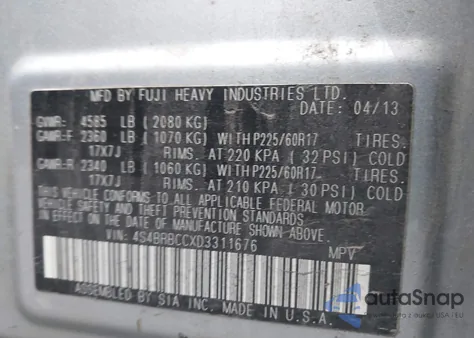 MFD BY FUJI HEAVY INDUSTRIES LTD.
DATE: 04/13
GVWR: 4585 LB (2080 KG)
GAWR-F 2360 LB (1070 KG) WITH P225/60R17 TIRES.
17X7J RIMS. AT 220 KPA (32 PSI) COLD
GAWR-R 2340 LB (1060 KG) WITH P225/60R17 TIRES.
17X7J RIMS. AT 210 KPA (30 PSI) COLD
THIS VEHICLE CONFORMS TO ALL APPLICABLE FEDERAL MOTOR
VEHICLE SAFETY AND THEFT PREVENTION STANDARDS
IN EFFECT ON THE DATE OF MANUFACTURE SHOWN ABOVE.
VIN: 4S4BRBCCXD3311676 MPV
ASSEMBLED BY SIA INC. MADE IN U.S.A.
autaSnap